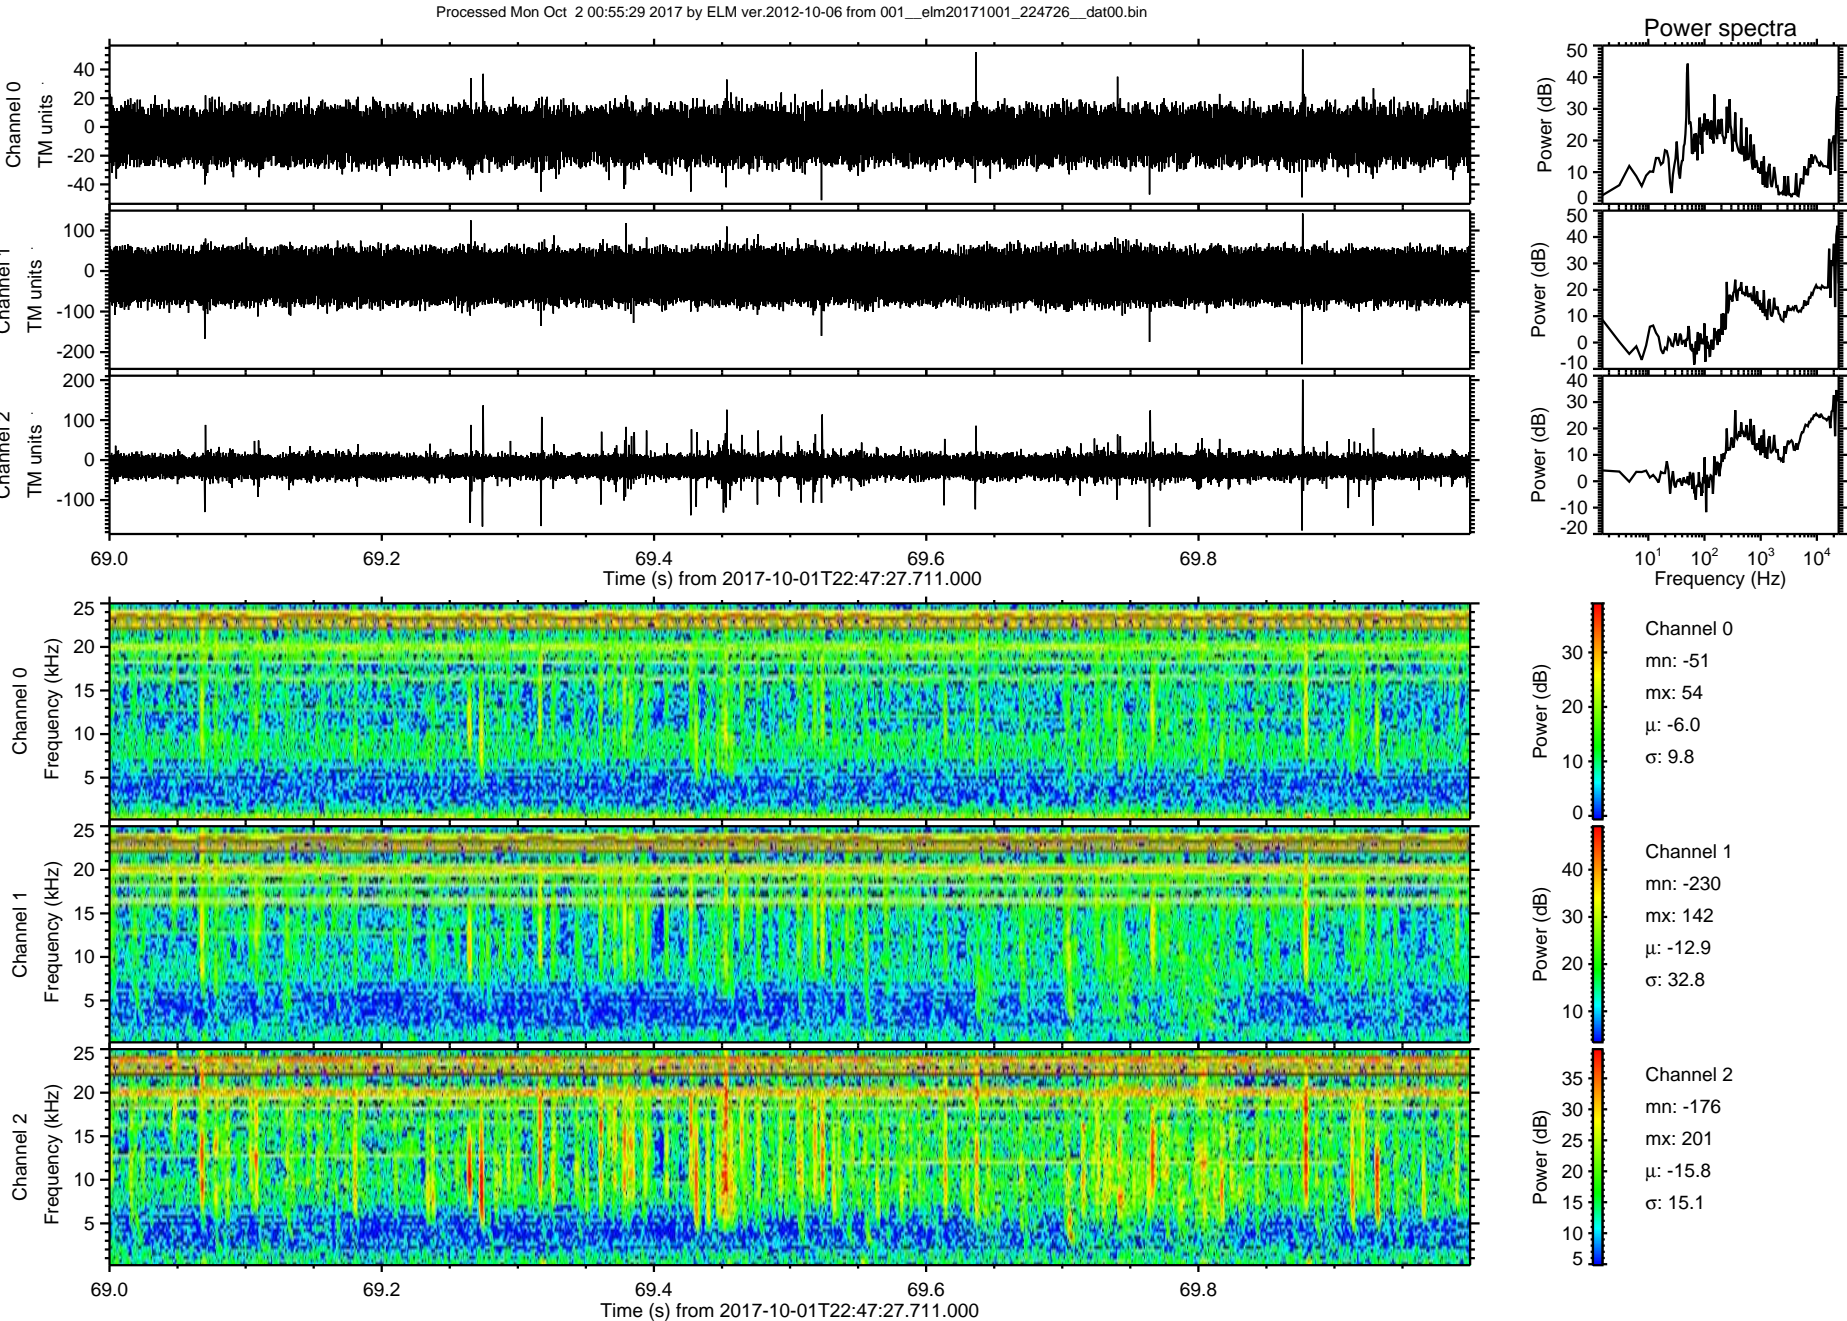 Processed Mon Oct 2 00:55:29 2017 by ELM ver.2012-10-06 from 001__elm20171001_224726__dat00.bin
Power spectra
Channel 0
TM units
40
20
0
-20
-40
Power (dB)
50
40
30
20
10
0
Channel 1
TM units
100
0
-100
-200
Power (dB)
50
40
30
20
10
0
-10
Channel 2
TM units
200
100
0
-100
Power (dB)
40
30
20
10
0
-10
-20
69.0 69.2 69.4 69.6 69.8
Time (s) from 2017-10-01T22:47:27.711.000
10¹ 10² 10³ 10⁴
Frequency (Hz)
Channel 0
Frequency (kHz)
25
20
15
10
5
Power (dB)
30
20
10
0
Channel 0
mn: -51
mx: 54
μ: -6.0
σ: 9.8
Channel 1
Frequency (kHz)
25
20
15
10
5
Power (dB)
40
30
20
10
Channel 1
mn: -230
mx: 142
μ: -12.9
σ: 32.8
Channel 2
Frequency (kHz)
25
20
15
10
5
Power (dB)
35
30
25
20
15
10
5
Channel 2
mn: -176
mx: 201
μ: -15.8
σ: 15.1
69.0 69.2 69.4 69.6 69.8
Time (s) from 2017-10-01T22:47:27.711.000